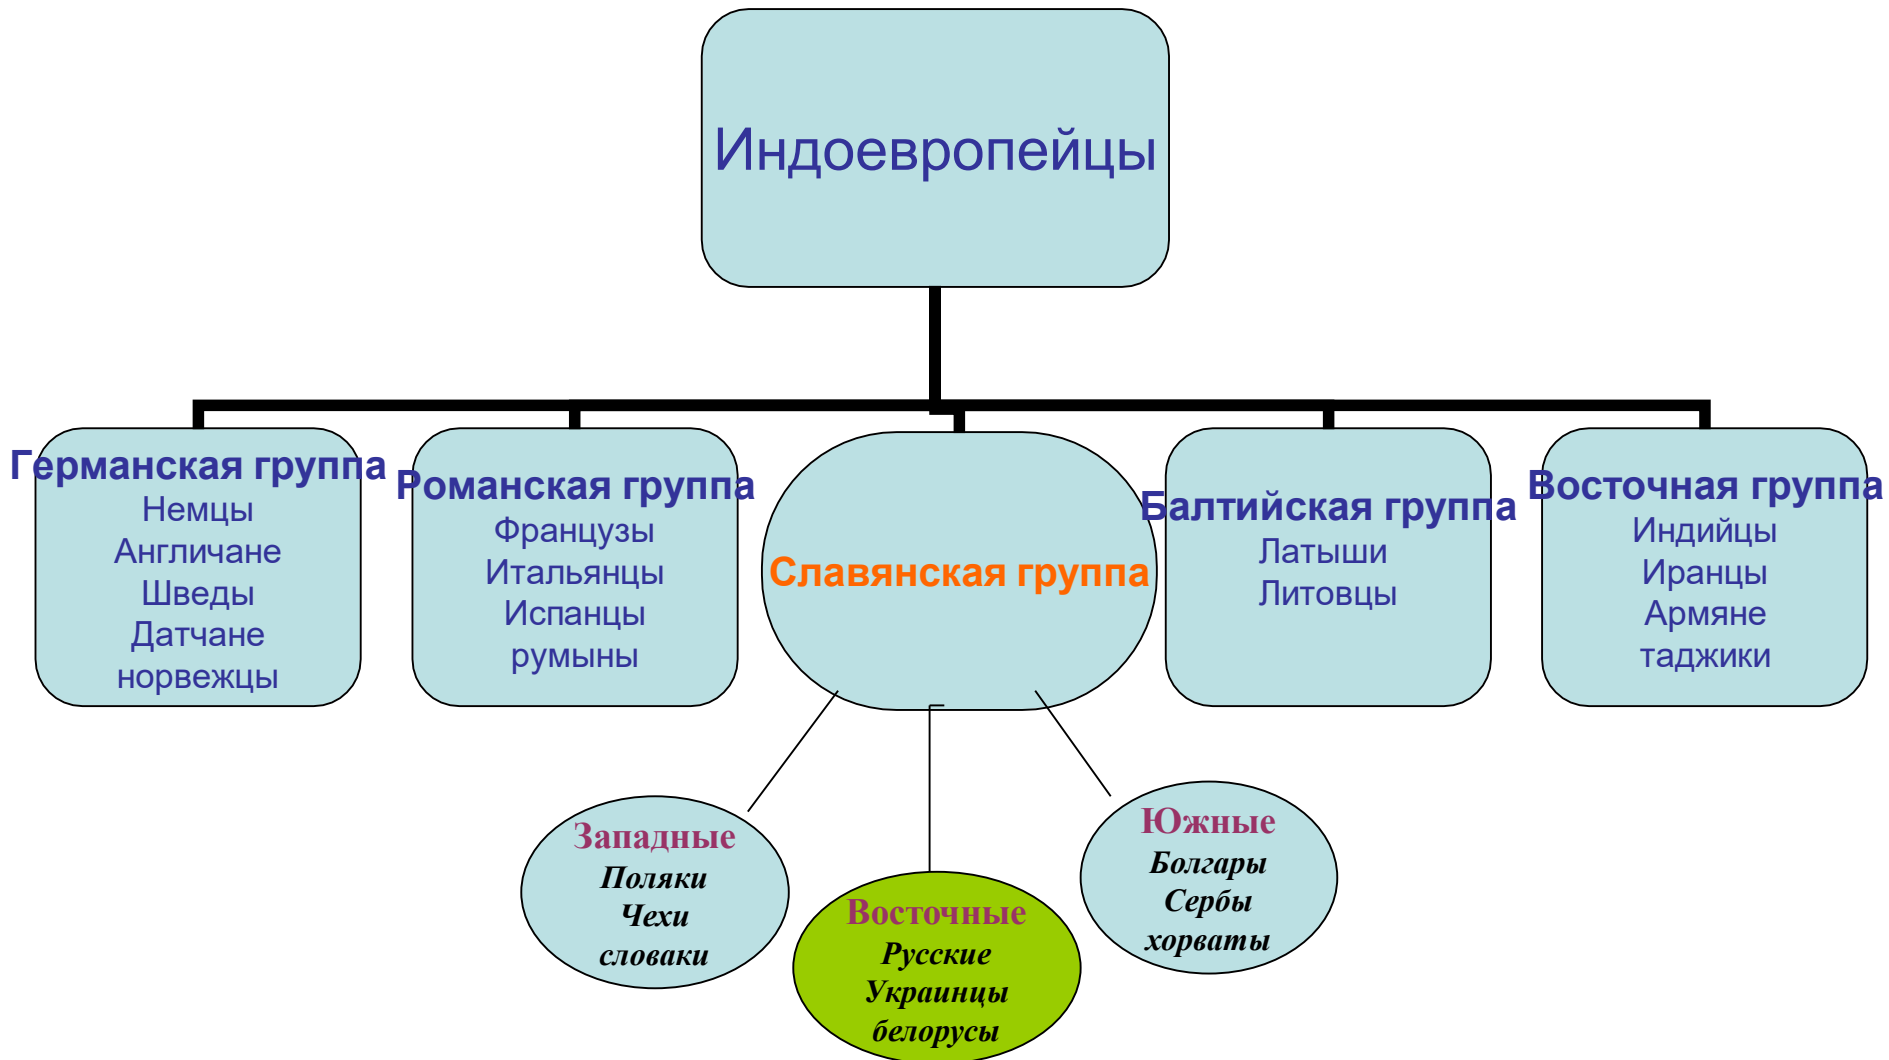 Индоевропейцы
Германская группа
Немцы
Англичане
Шведы
Датчане
норвежцы
Романская группа
Французы
Итальянцы
Испанцы
румыны
Славянская группа
Балтийская группа
Латыши
Литовцы
Восточная группа
Индийцы
Иранцы
Армяне
таджики
Западные
Поляки
Чехи
словаки
Восточные
Русские
Украинцы
белорусы
Южные
Болгары
Сербы
хорваты